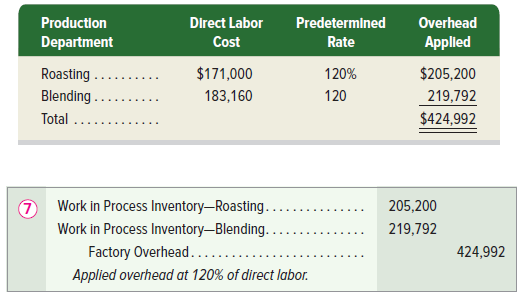 Production Direct Labor Predetermined Overhead
Department Cost Rate Applied
Roasting . . . . . . . . . . $171,000 120% $205,200
Blending . . . . . . . . . . 183,160 120 219,792
Total . . . . . . . . . . . . . $424,992
7 Work in Process Inventory—Roasting. . . . . . . . . . . . . . . 205,200
Work in Process Inventory—Blending. . . . . . . . . . . . . . . 219,792
Factory Overhead. . . . . . . . . . . . . . . . . . . . . . . . . . 424,992
Applied overhead at 120% of direct labor.